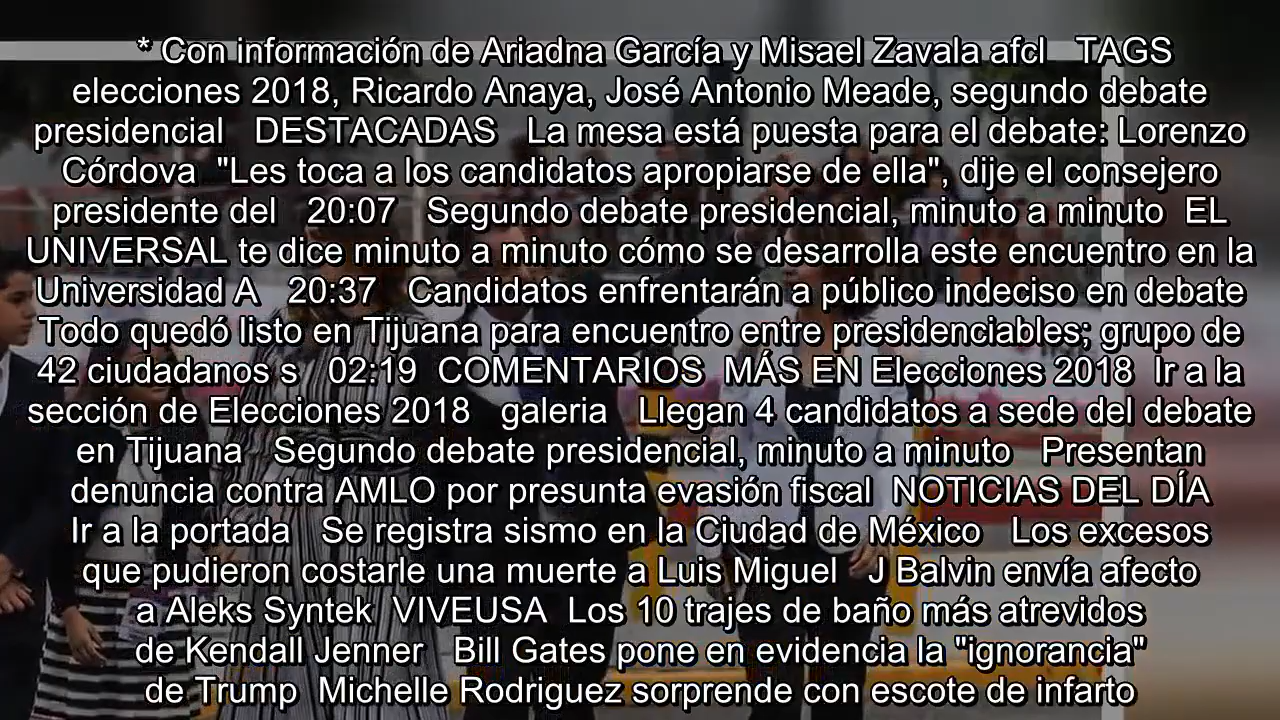 * Con información de Ariadna García y Misael Zavala afcl TAGS
elecciones 2018, Ricardo Anaya, José Antonio Meade, segundo debate
presidencial DESTACADAS La mesa está puesta para el debate: Lorenzo
Córdova "Les toca a los candidatos apropiarse de ella", dije el consejero
presidente del 20:07 Segundo debate presidencial, minuto a minuto EL
UNIVERSAL te dice minuto a minuto cómo se desarrolla este encuentro en la
Universidad A 20:37 Candidatos enfrentarán a público indeciso en debate
Todo quedó listo en Tijuana para encuentro entre presidenciables; grupo de
42 ciudadanos s 02:19 COMENTARIOS MÁS EN Elecciones 2018 Ir a la
sección de Elecciones 2018 galeria Llegan 4 candidatos a sede del debate
en Tijuana Segundo debate presidencial, minuto a minuto Presentan
denuncia contra AMLO por presunta evasión fiscal NOTICIAS DEL DÍA
Ir a la portada Se registra sismo en la Ciudad de México Los excesos
que pudieron costarle una muerte a Luis Miguel J Balvin envía afecto
a Aleks Syntek VIVEUSA Los 10 trajes de baño más atrevidos
de Kendall Jenner Bill Gates pone en evidencia la "ignorancia"
de Trump Michelle Rodriguez sorprende con escote de infarto